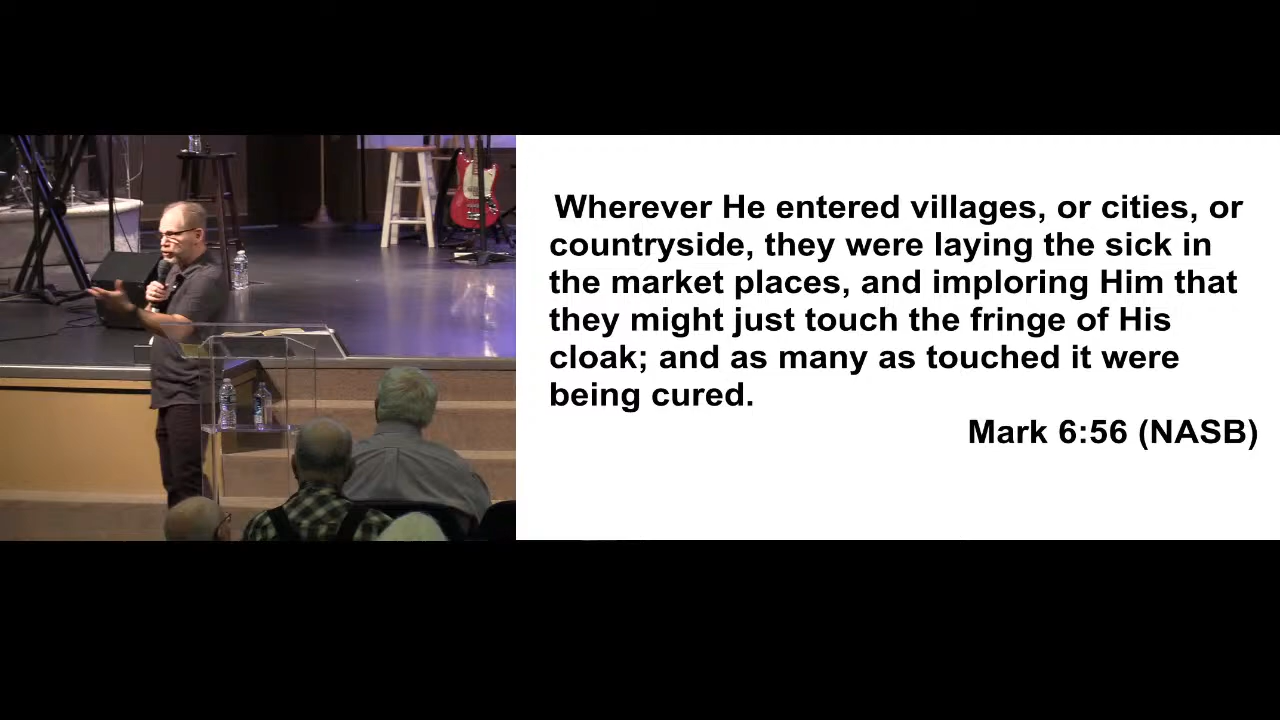 Wherever He entered villages, or cities, or
countryside, they were laying the sick in
the market places, and imploring Him that
they might just touch the fringe of His
cloak; and as many as touched it were
being cured.
Mark 6:56 (NASB)